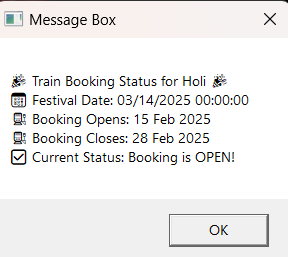 Message Box
🎉 Train Booking Status for Holi 🎉
📅 Festival Date: 03/14/2025 00:00:00
🚆 Booking Opens: 15 Feb 2025
🚆 Booking Closes: 28 Feb 2025
☑ Current Status: Booking is OPEN!
OK